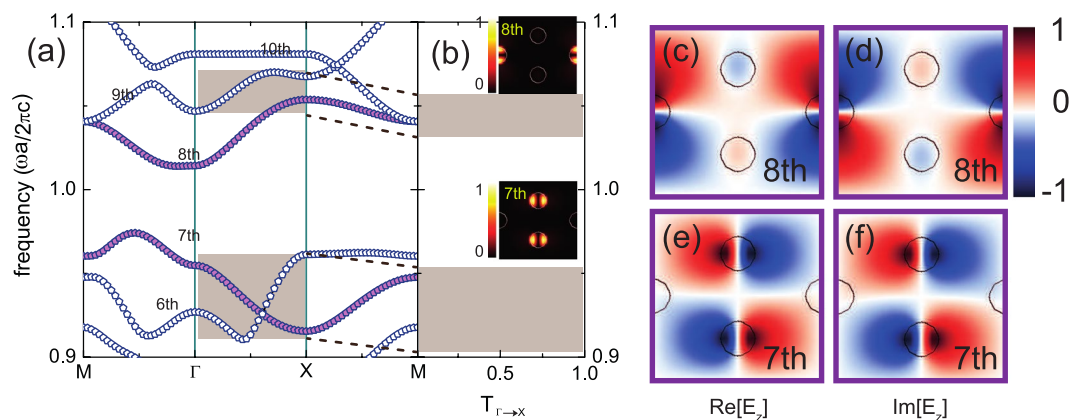 (a)
(b)
(c)
(d)
(e)
(f)
frequency (ωa/2πc)
1.1
1.0
0.9
M
Γ
X
M
10th
9th
8th
7th
6th
1
0
8th
1
0
7th
1.1
1.0
0.9
0.5
1.0
T Γ→X
8th
8th
7th
7th
1
0
-1
Re[E_z]
Im[E_z]